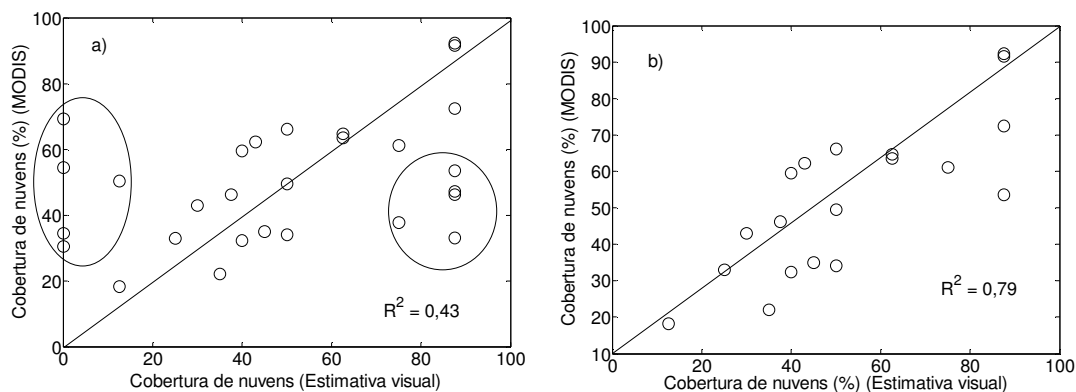 Cobertura de nuvens (%) (MODIS)
100
80
60
40
20
0
a)
R² = 0,43
0 20 40 60 80 100
Cobertura de nuvens (Estimativa visual)
Cobertura de nuvens (%) (MODIS)
100
90
80
70
60
50
40
30
20
10
b)
R² = 0,79
0 20 40 60 80 100
Cobertura de nuvens (%) (Estimativa visual)